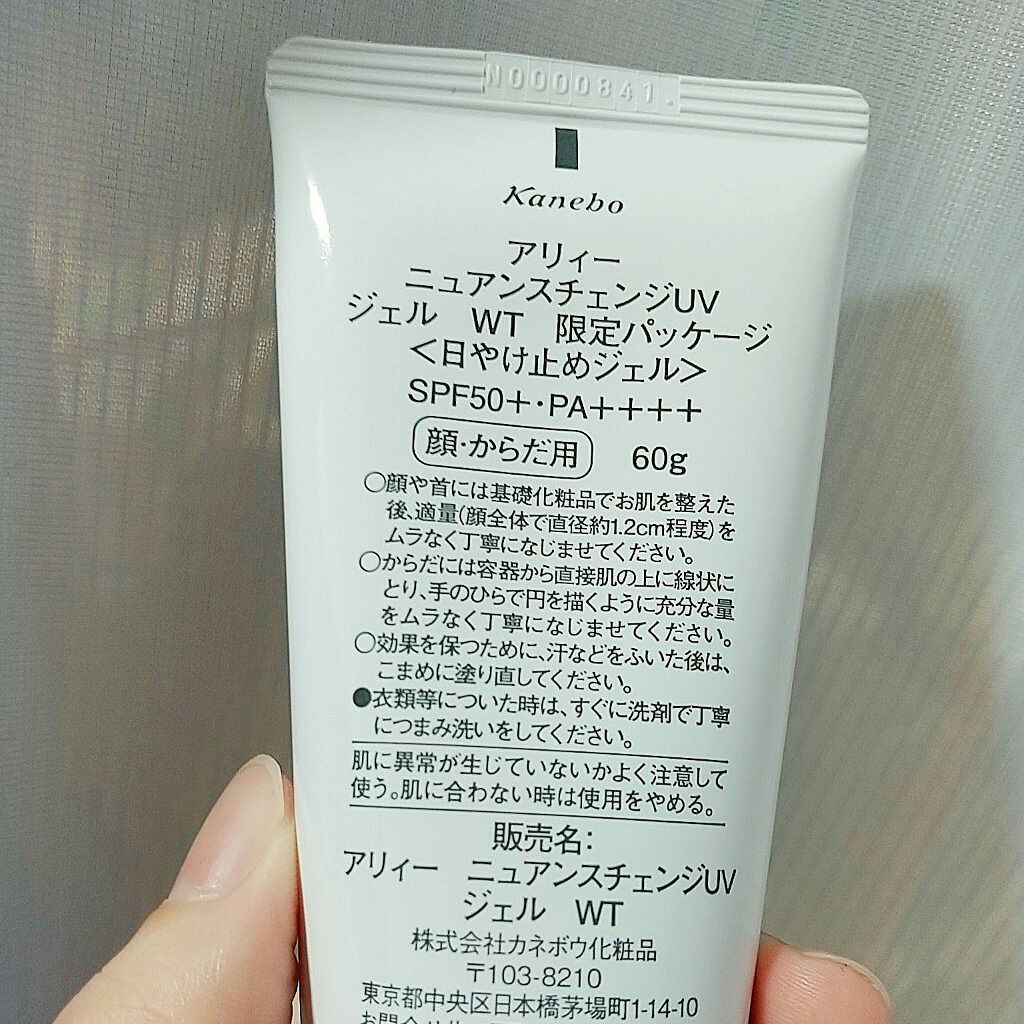 N0000841.
Kanebo
アリィー
ニュアンスチェンジUV
ジェル　WT　限定パッケージ
＜日やけ止めジェル＞
SPF50＋・PA＋＋＋＋
顔・からだ用　60g
○顔や首には基礎化粧品でお肌を整えた
後、適量(顔全体で直径約1.2cm程度)を
ムラなく丁寧になじませてください。
○からだには容器から直接肌の上に線状に
とり、手のひらで円を描くように充分な量
をムラなく丁寧になじませてください。
○効果を保つために、汗などをふいた後は、
こまめに塗り直してください。
●衣類等についた時は、すぐに洗剤で丁寧
につまみ洗いをしてください。
肌に異常が生じていないかよく注意して
使う。肌に合わない時は使用をやめる。
販売名：
アリィー　ニュアンスチェンジUV
ジェル　WT
株式会社カネボウ化粧品
〒103-8210
東京都中央区日本橋茅場町1-14-10